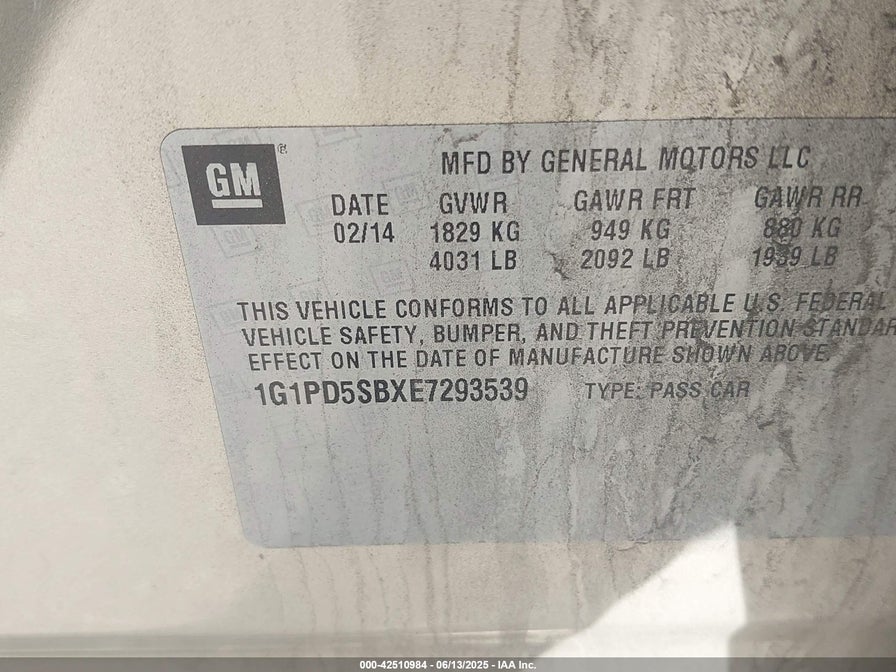 GM
MFD BY GENERAL MOTORS LLC
DATE GVWR GAWR FRT GAWR RR
02/14 1829 KG 949 KG 880 KG
4031 LB 2092 LB 1939 LB
THIS VEHICLE CONFORMS TO ALL APPLICABLE U.S. FEDERAL
VEHICLE SAFETY, BUMPER, AND THEFT PREVENTION STANDAR
EFFECT ON THE DATE OF MANUFACTURE SHOWN ABOVE.
1G1PD5SBXE7293539 TYPE: PASS CAR
000-42510984 - 06/13/2025 - IAA Inc.